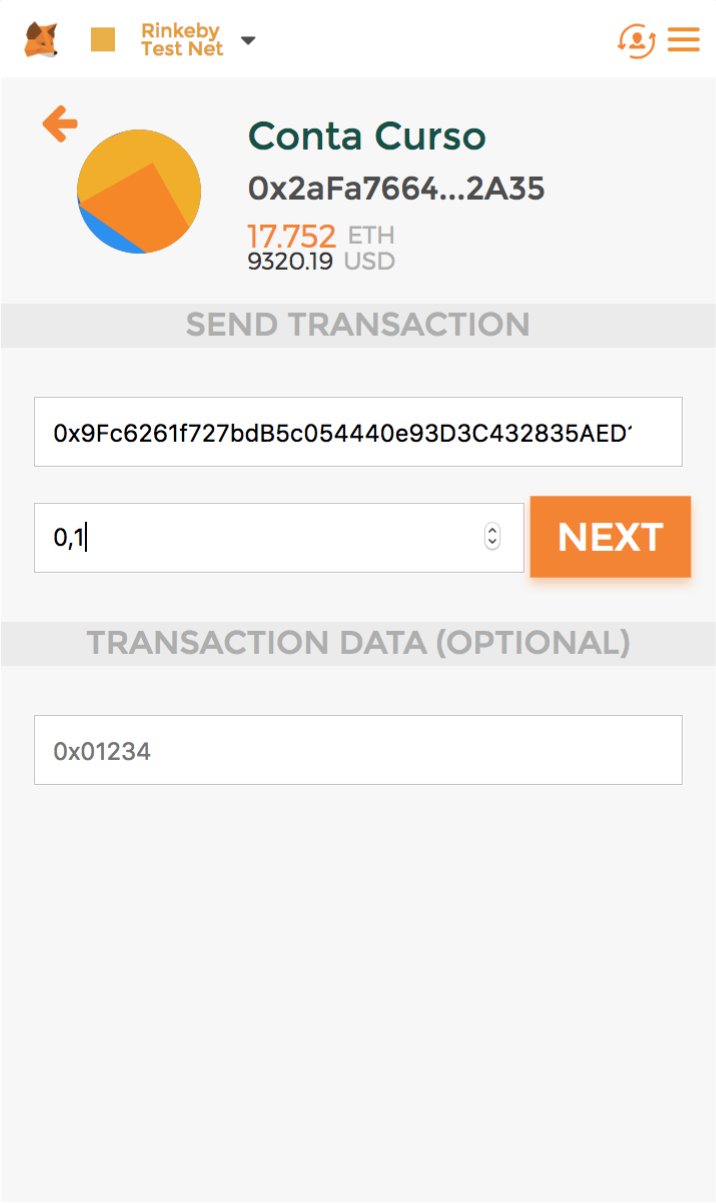 Rinkeby
Test Net
Conta Curso
0x2aFa7664...2A35
17.752 ETH
9320.19 USD
SEND TRANSACTION
0x9Fc6261f727bdB5c054440e93D3C432835AED1
0,1
NEXT
TRANSACTION DATA (OPTIONAL)
0x01234